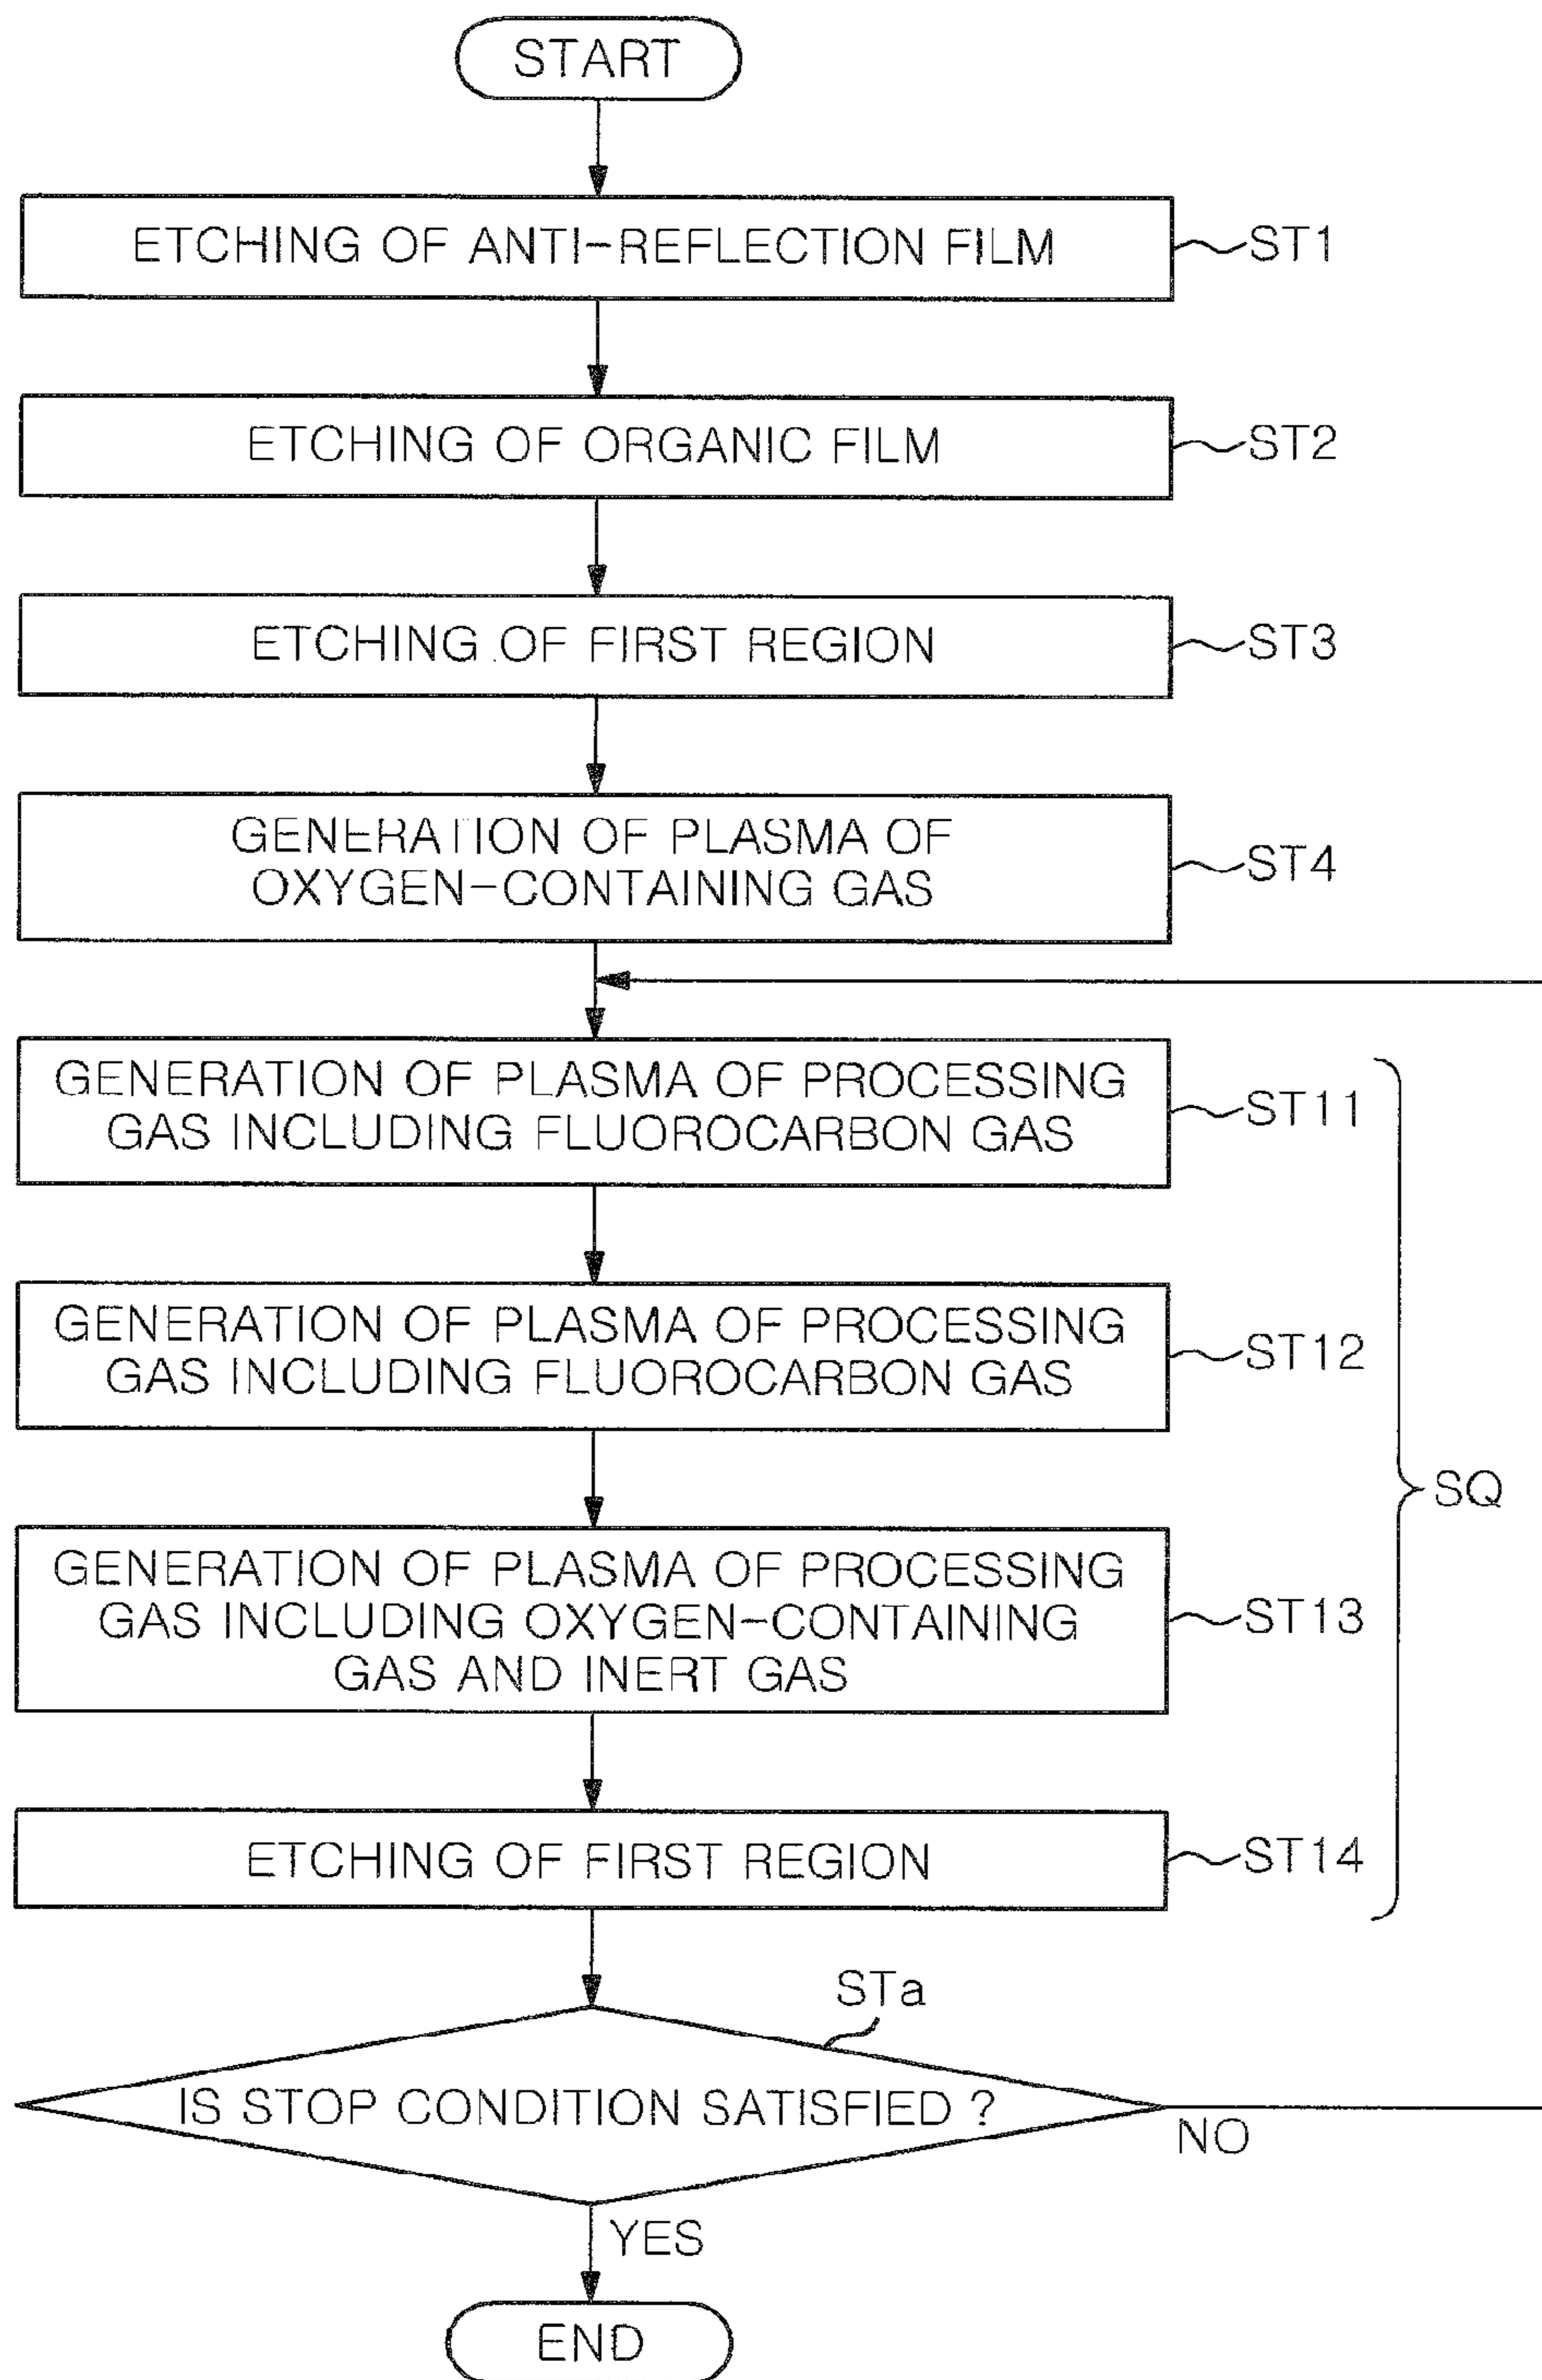 START
ETCHING OF ANTI-REFLECTION FILM
ST1
ETCHING OF ORGANIC FILM
ST2
ETCHING OF FIRST REGION
ST3
GENERATION OF PLASMA OF
OXYGEN-CONTAINING GAS
ST4
GENERATION OF PLASMA OF PROCESSING
GAS INCLUDING FLUOROCARBON GAS
ST11
GENERATION OF PLASMA OF PROCESSING
GAS INCLUDING FLUOROCARBON GAS
ST12
SQ
GENERATION OF PLASMA OF PROCESSING
GAS INCLUDING OXYGEN-CONTAINING
GAS AND INERT GAS
ST13
ETCHING OF FIRST REGION
ST14
STa
IS STOP CONDITION SATISFIED ?
NO
YES
END